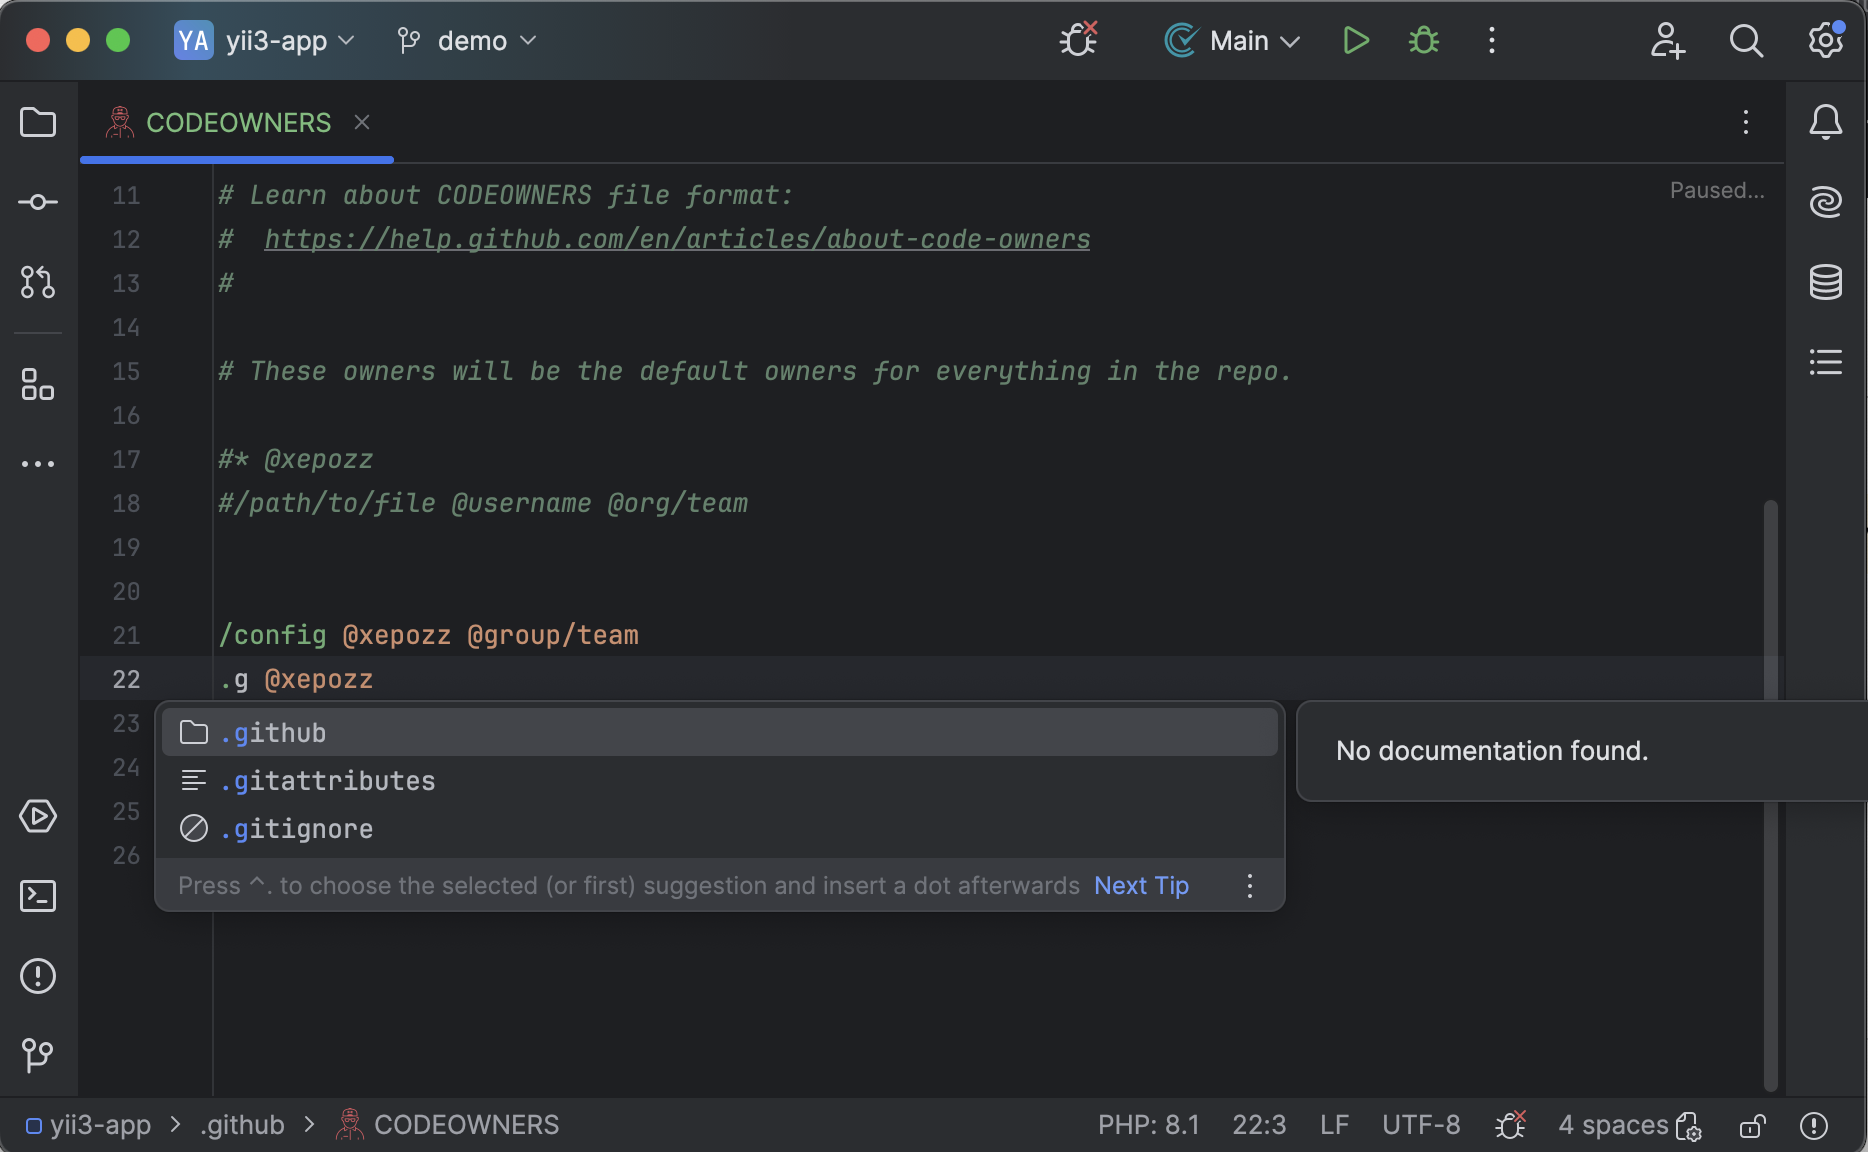 YA yii3-app demo Main
CODEOWNERS
Paused...
11 # Learn about CODEOWNERS file format:
12 #  https://help.github.com/en/articles/about-code-owners
13 #
14
15 # These owners will be the default owners for everything in the repo.
16
17 #* @xepozz
18 #/path/to/file @username @org/team
19
20
21 /config @xepozz @group/team
22 .g @xepozz
23
24
25
26
.github
.gitattributes
.gitignore
Press ^. to choose the selected (or first) suggestion and insert a dot afterwards Next Tip
No documentation found.
yii3-app > .github > CODEOWNERS PHP: 8.1 22:3 LF UTF-8 4 spaces